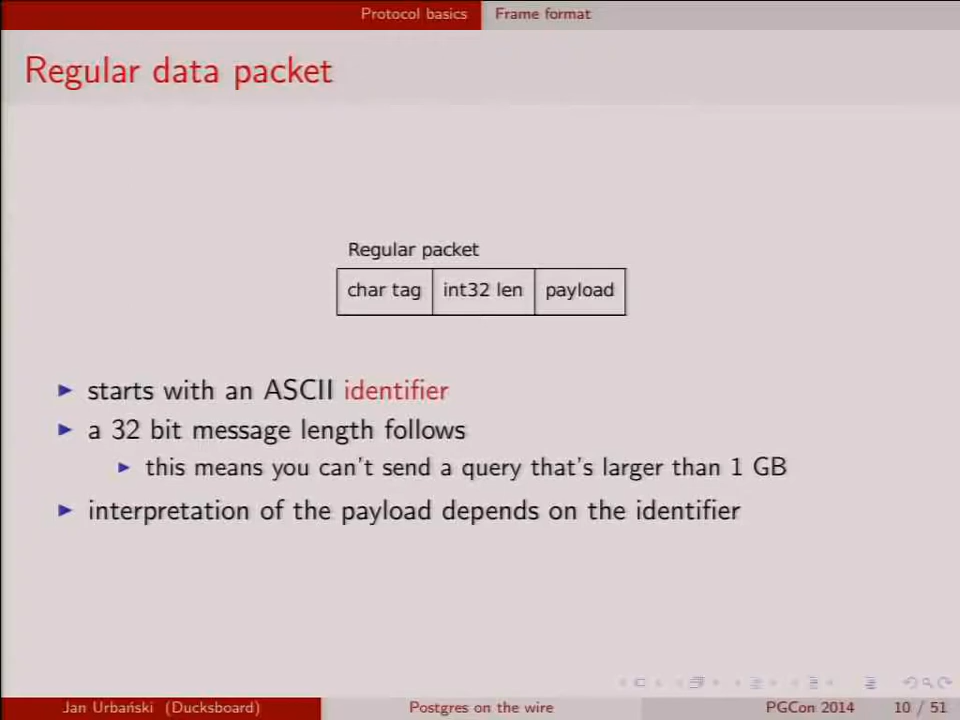 Protocol basics Frame format
Regular data packet
Regular packet
char tag int32 len payload
starts with an ASCII identifier
a 32 bit message length follows
this means you can't send a query that's larger than 1 GB
interpretation of the payload depends on the identifier
Jan Urbański (Ducksboard) Postgres on the wire PGCon 2014 10 / 51